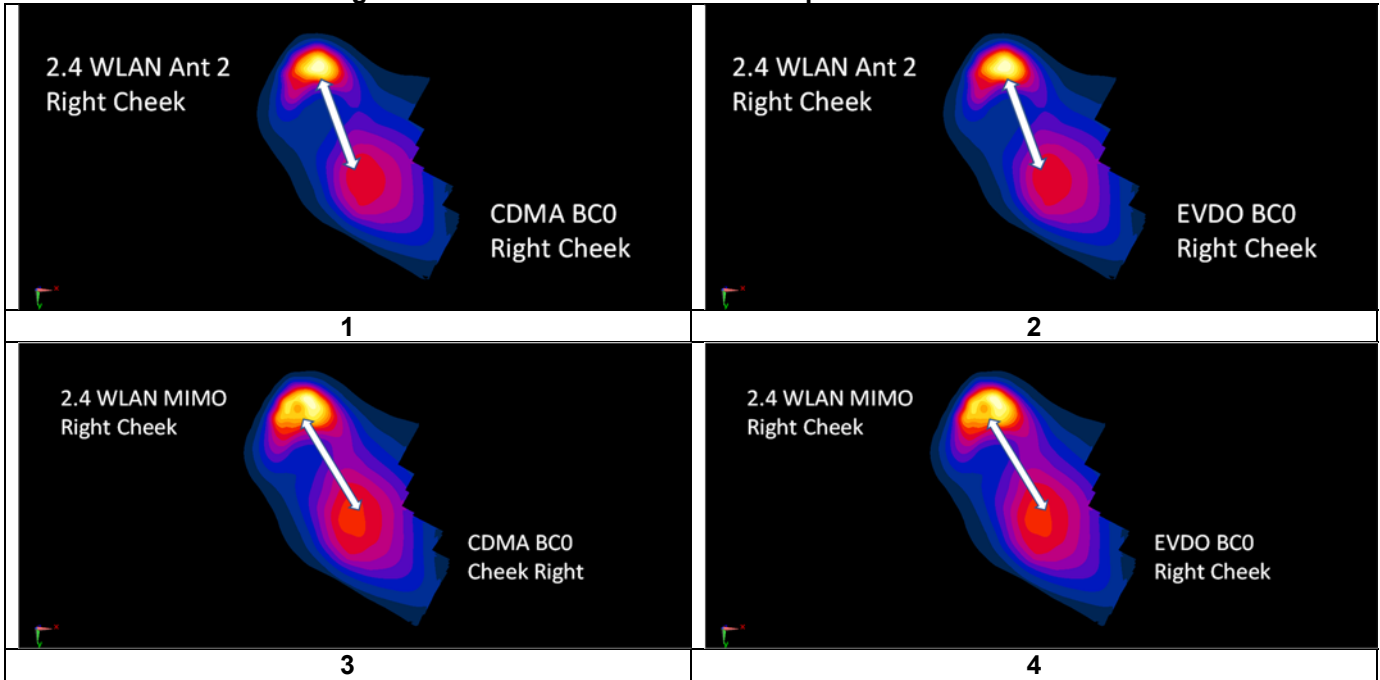 2.4 WLAN Ant 2
Right Cheek
CDMA BC0
Right Cheek
2.4 WLAN Ant 2
Right Cheek
EVDO BC0
Right Cheek
1
2
2.4 WLAN MIMO
Right Cheek
CDMA BC0
Cheek Right
2.4 WLAN MIMO
Right Cheek
EVDO BC0
Right Cheek
3
4